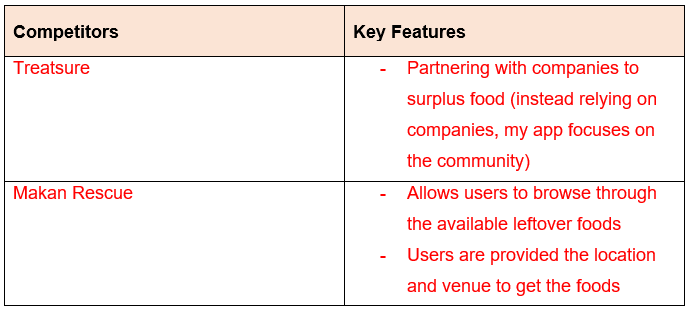 Competitors
Key Features
Treatsure
- Partnering with companies to
surplus food (instead relying on
companies, my app focuses on
the community)
Makan Rescue
- Allows users to browse through
the available leftover foods
- Users are provided the location
and venue to get the foods